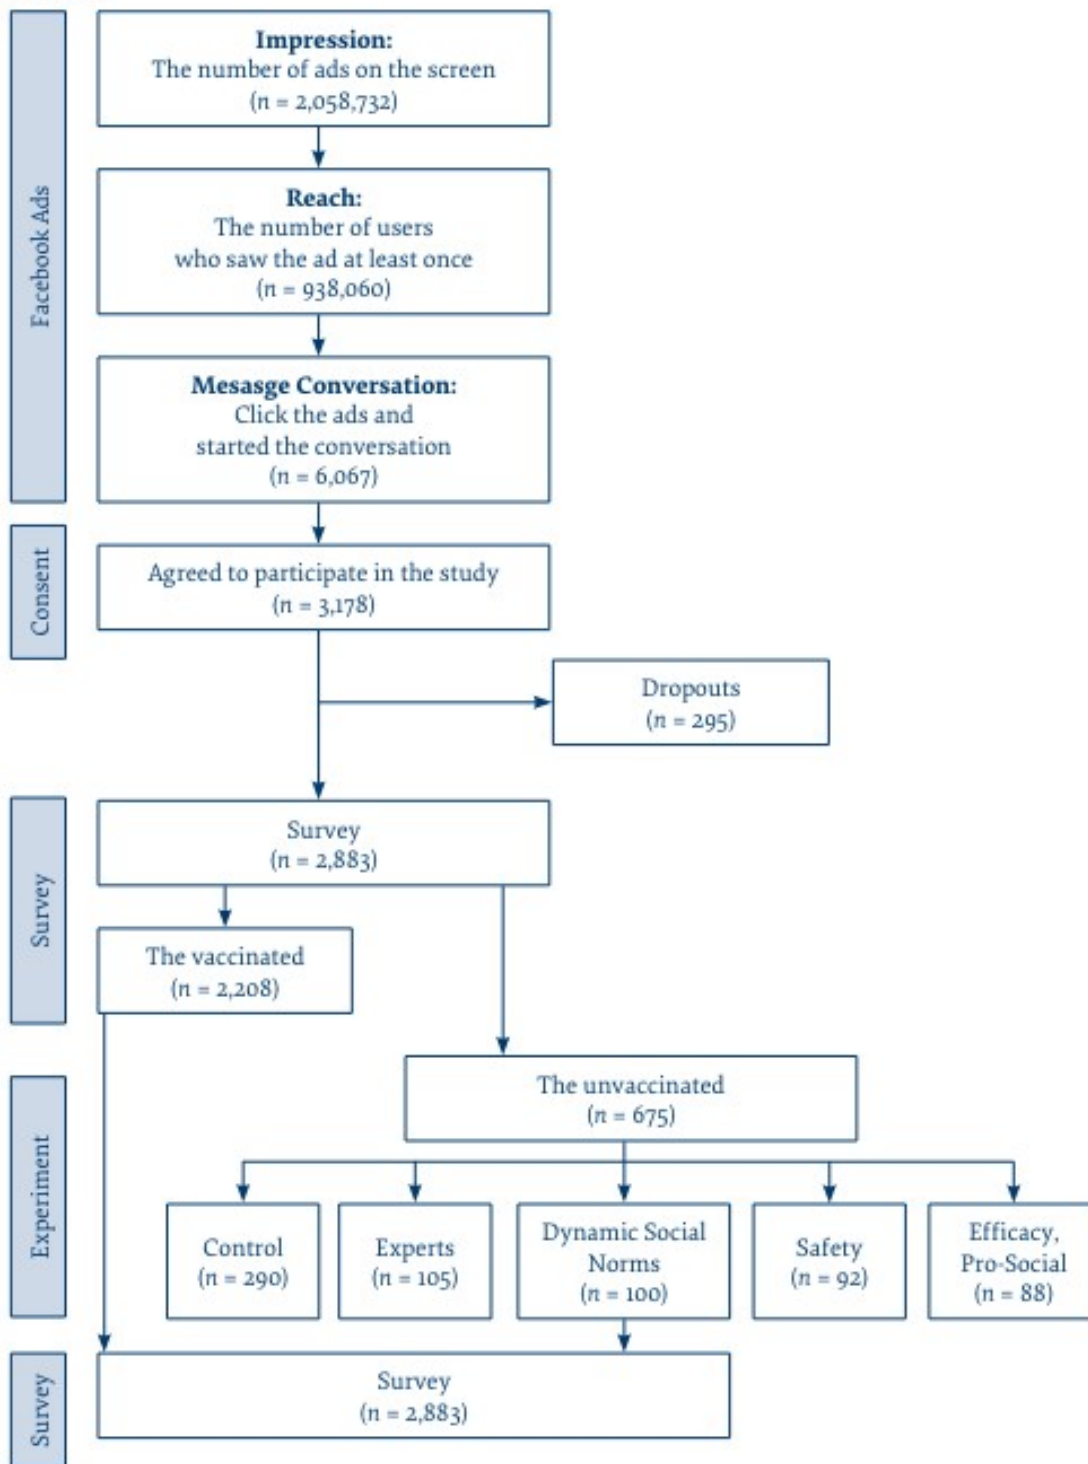 Facebook Ads
Impression:
The number of ads on the screen
(n = 2,058,732)
Reach:
The number of users
who saw the ad at least once
(n = 938,060)
Mesasge Conversation:
Click the ads and
started the conversation
(n = 6,067)
Consent
Agreed to participate in the study
(n = 3,178)
Dropouts
(n = 295)
Survey
Survey
(n = 2,883)
The vaccinated
(n = 2,208)
Experiment
The unvaccinated
(n = 675)
Control
(n = 290)
Experts
(n = 105)
Dynamic Social
Norms
(n = 100)
Safety
(n = 92)
Efficacy,
Pro-Social
(n = 88)
Survey
Survey
(n = 2,883)